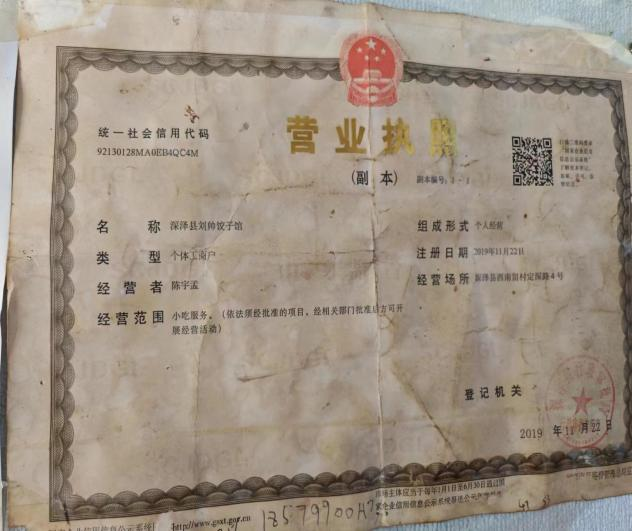 统一社会信用代码
92130128MA0EB4QC4M
营业执照
(副本)
副本编号：1 - 1
名 称 深泽县刘帅饺子馆
类 型 个体工商户
经 营 者 陈宇孟
经营范围 小吃服务。（依法须经批准的项目，经相关部门批准后方可开
展经营活动）
组成形式 个人经营
注册日期 2019年11月22日
经营场所 深泽县西南留村定深路4号
登记机关
2019 年 11 月 22 日
http://www.gsxt.gov.cn
市场主体应当于每年1月1日至6月30日通过国
家企业信用信息公示系统报送公示年度报告